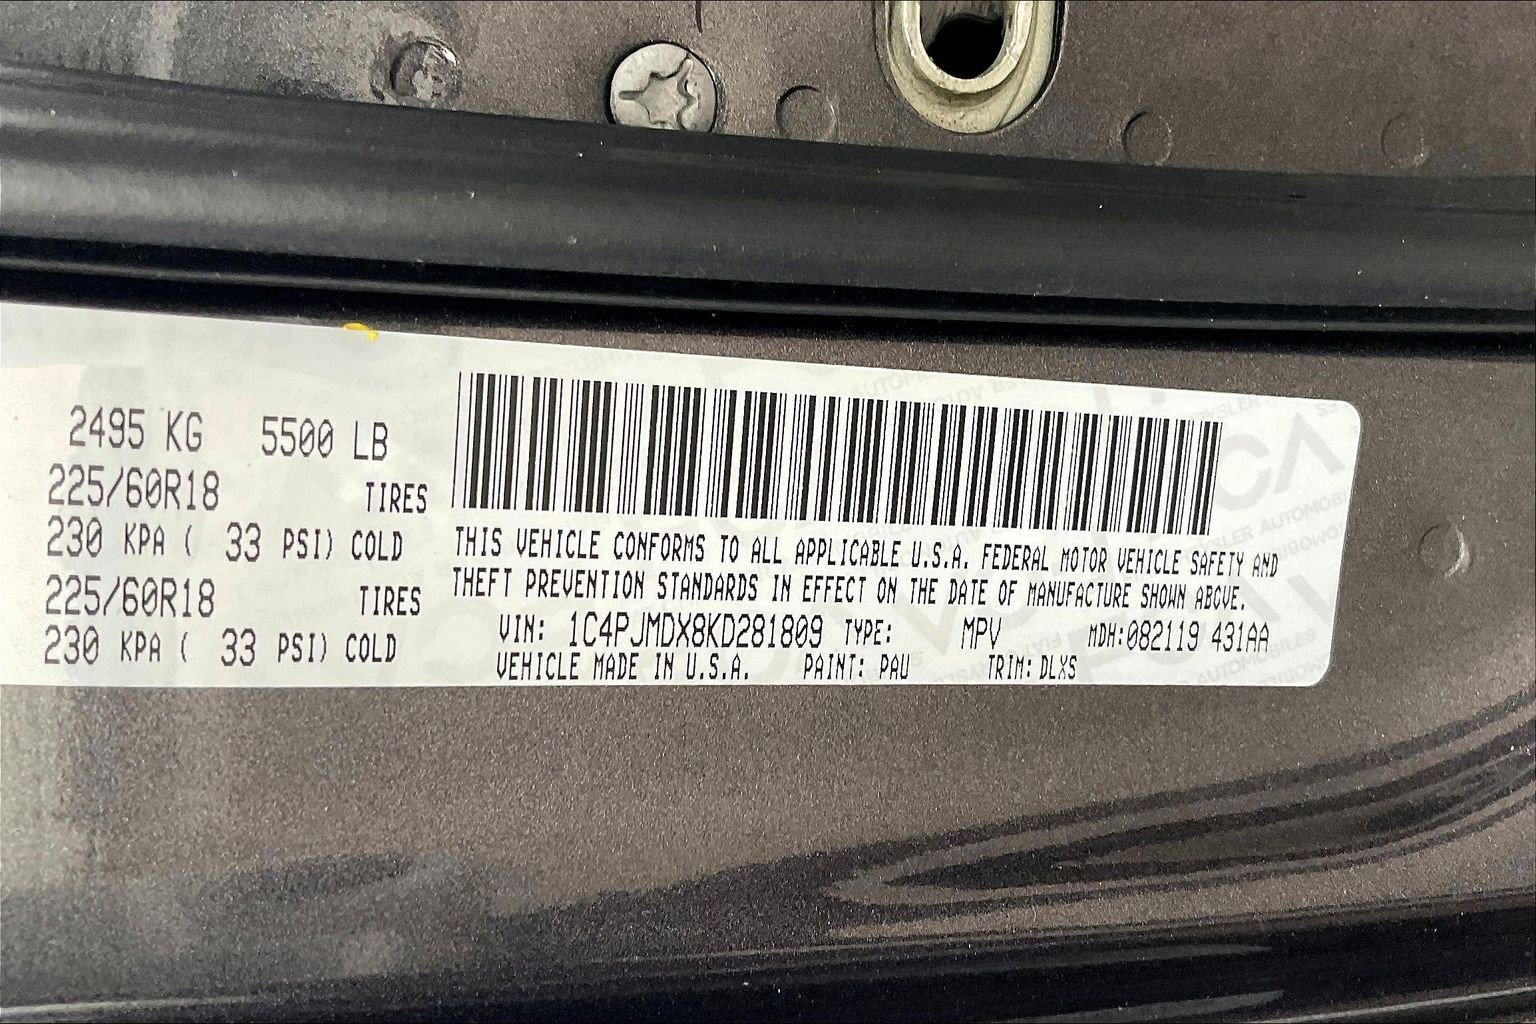 2495 KG 5500 LB
225/60R18 TIRES
230 KPA ( 33 PSI) COLD
225/60R18 TIRES
230 KPA ( 33 PSI) COLD
THIS VEHICLE CONFORMS TO ALL APPLICABLE U.S.A. FEDERAL MOTOR VEHICLE SAFETY AND
THEFT PREVENTION STANDARDS IN EFFECT ON THE DATE OF MANUFACTURE SHOWN ABOVE.
VIN: 1C4PJMDX8KD281809 TYPE: MPV MDH:082119 431AA
VEHICLE MADE IN U.S.A. PAINT: PAU TRIM: DLXS